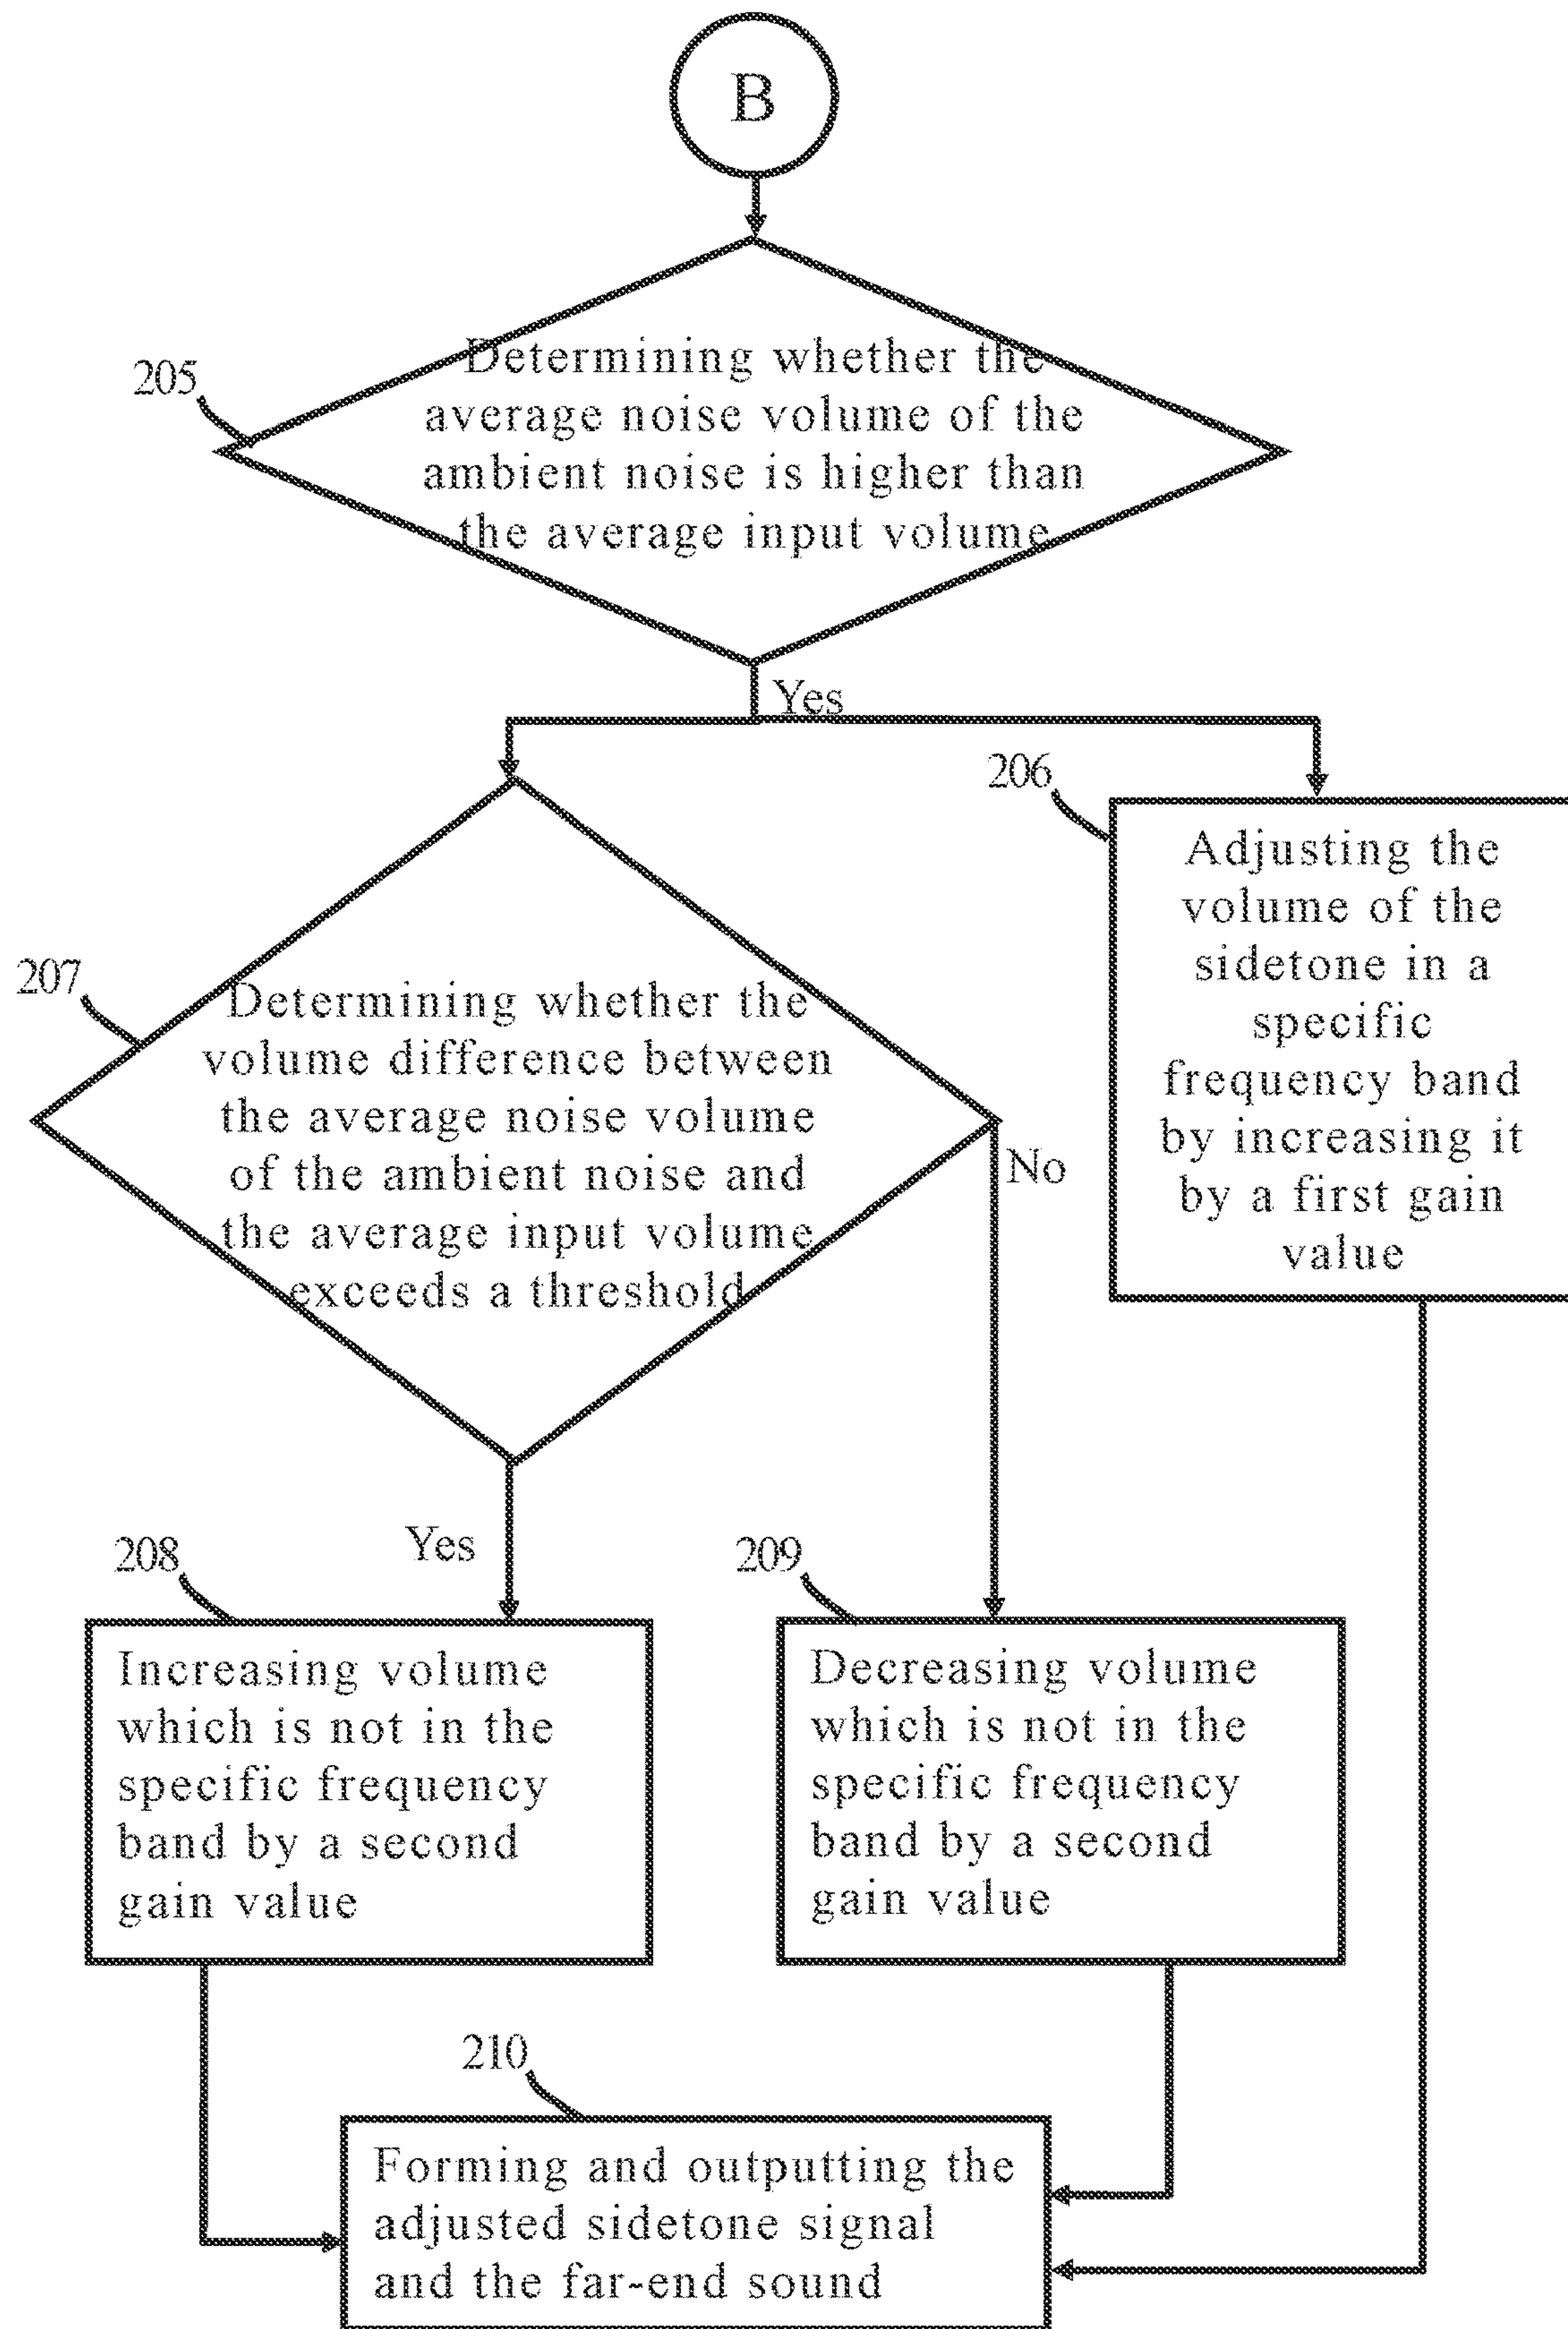 B
205
Determining whether the
average noise volume of the
ambient noise is higher than
the average input volume
Yes
206
Adjusting the
volume of the
sidetone in a
specific
frequency band
by increasing it
by a first gain
value
207
Determining whether the
volume difference between
the average noise volume
of the ambient noise and
the average input volume
exceeds a threshold
No
Yes
208
Increasing volume
which is not in the
specific frequency
band by a second
gain value
209
Decreasing volume
which is not in the
specific frequency
band by a second
gain value
210
Forming and outputting the
adjusted sidetone signal
and the far-end sound